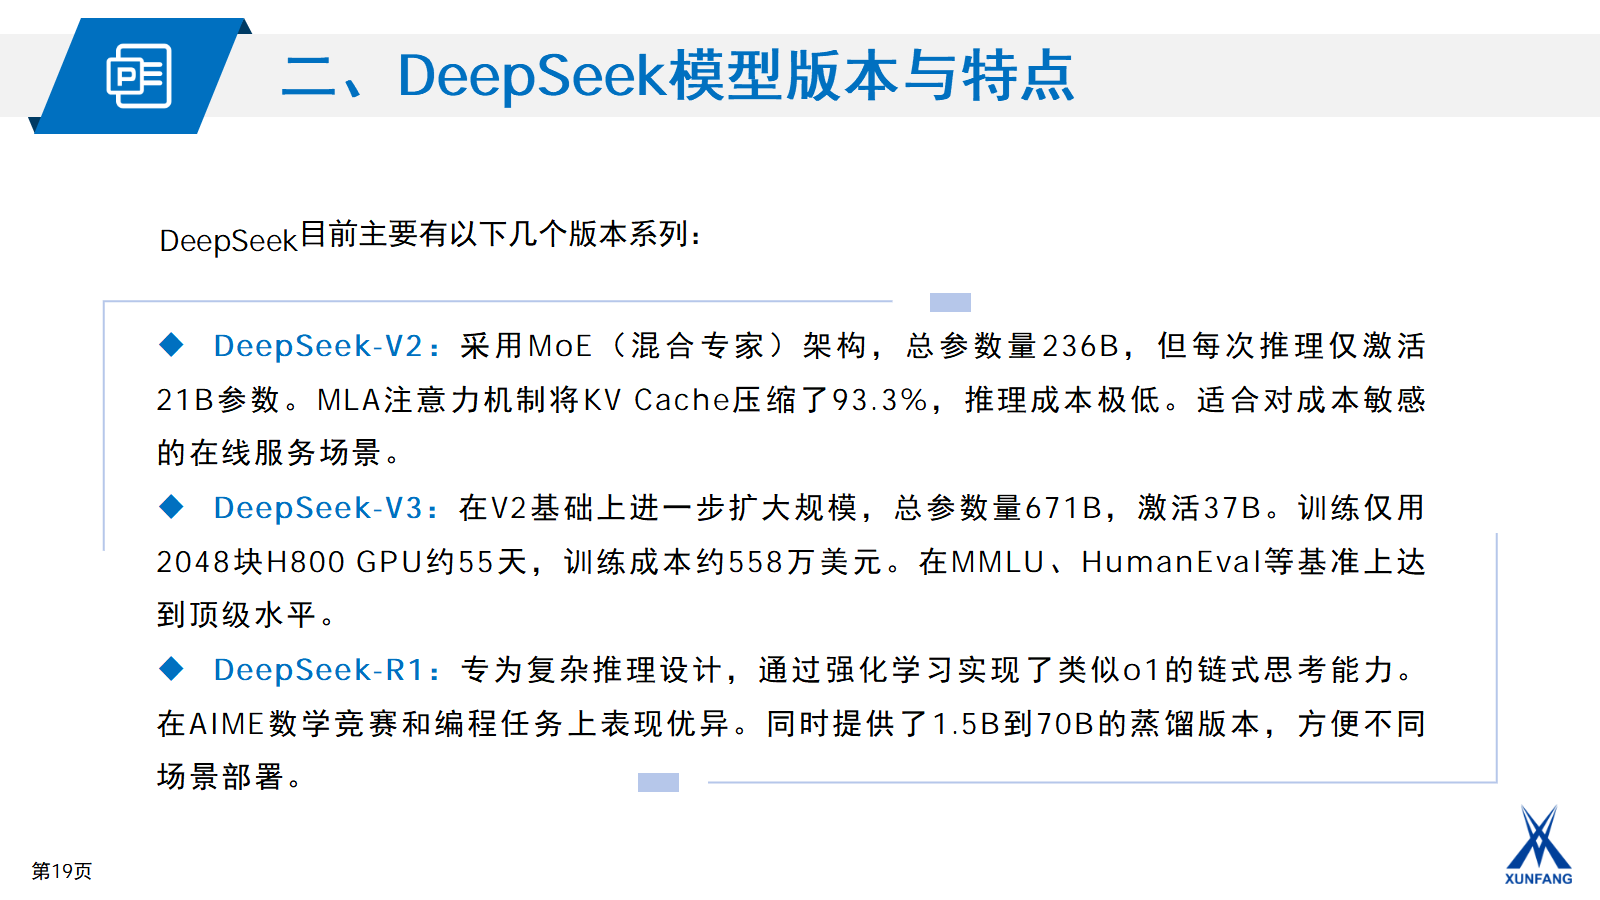 二、DeepSeek模型版本与特点
DeepSeek目前主要有以下几个版本系列：
◆ DeepSeek-V2：采用MoE（混合专家）架构，总参数量236B，但每次推理仅激活
21B参数。MLA注意力机制将KV Cache压缩了93.3%，推理成本极低。适合对成本敏感
的在线服务场景。
◆ DeepSeek-V3：在V2基础上进一步扩大规模，总参数量671B，激活37B。训练仅用
2048块H800 GPU约55天，训练成本约558万美元。在MMLU、HumanEval等基准上达
到顶级水平。
◆ DeepSeek-R1：专为复杂推理设计，通过强化学习实现了类似o1的链式思考能力。
在AIME数学竞赛和编程任务上表现优异。同时提供了1.5B到70B的蒸馏版本，方便不同
场景部署。
第19页
XUNFANG